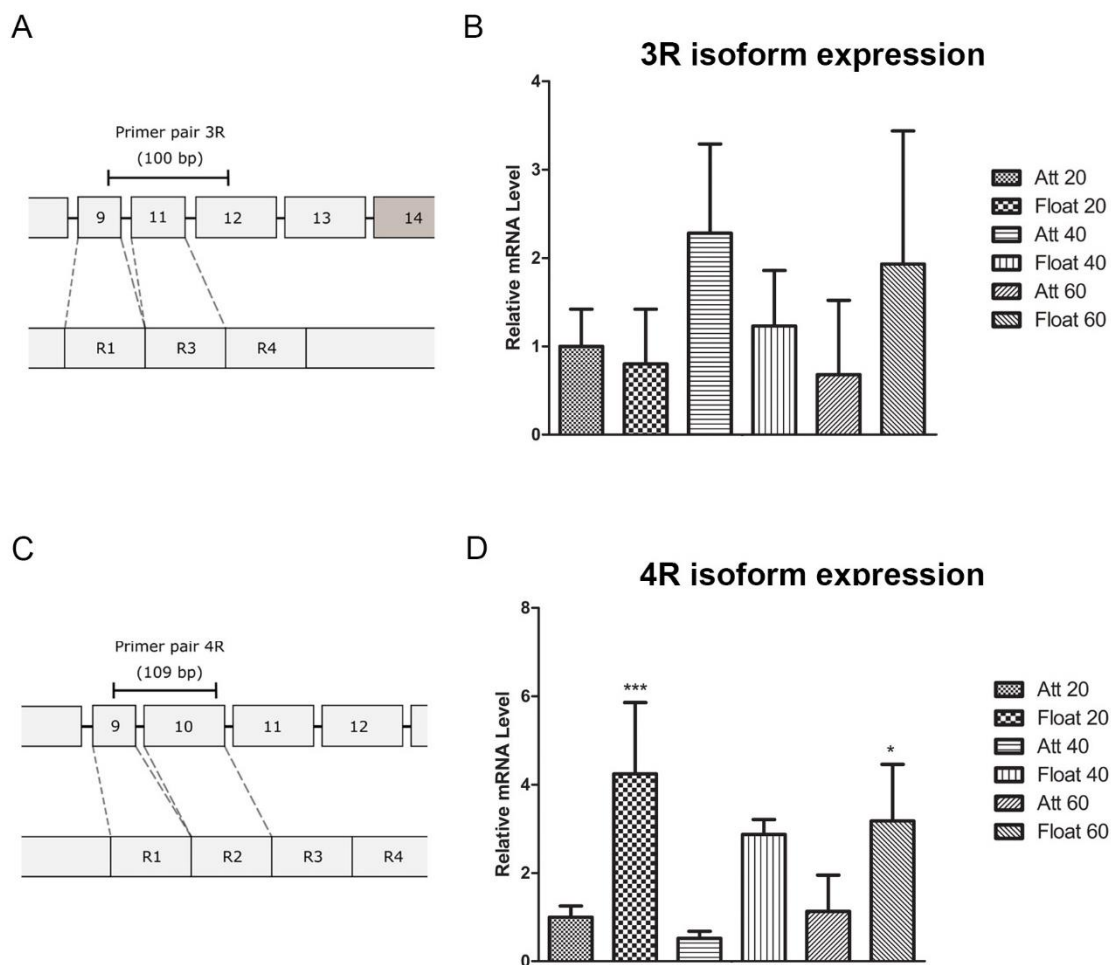 A
Primer pair 3R
(100 bp)
9 11 12 13 14
R1 R3 R4
B
3R isoform expression
Relative mRNA Level
4
3
2
1
0
Att 20
Float 20
Att 40
Float 40
Att 60
Float 60
C
Primer pair 4R
(109 bp)
9 10 11 12
R1 R2 R3 R4
D
4R isoform expression
Relative mRNA Level
8
6
4
2
0
***
*
Att 20
Float 20
Att 40
Float 40
Att 60
Float 60